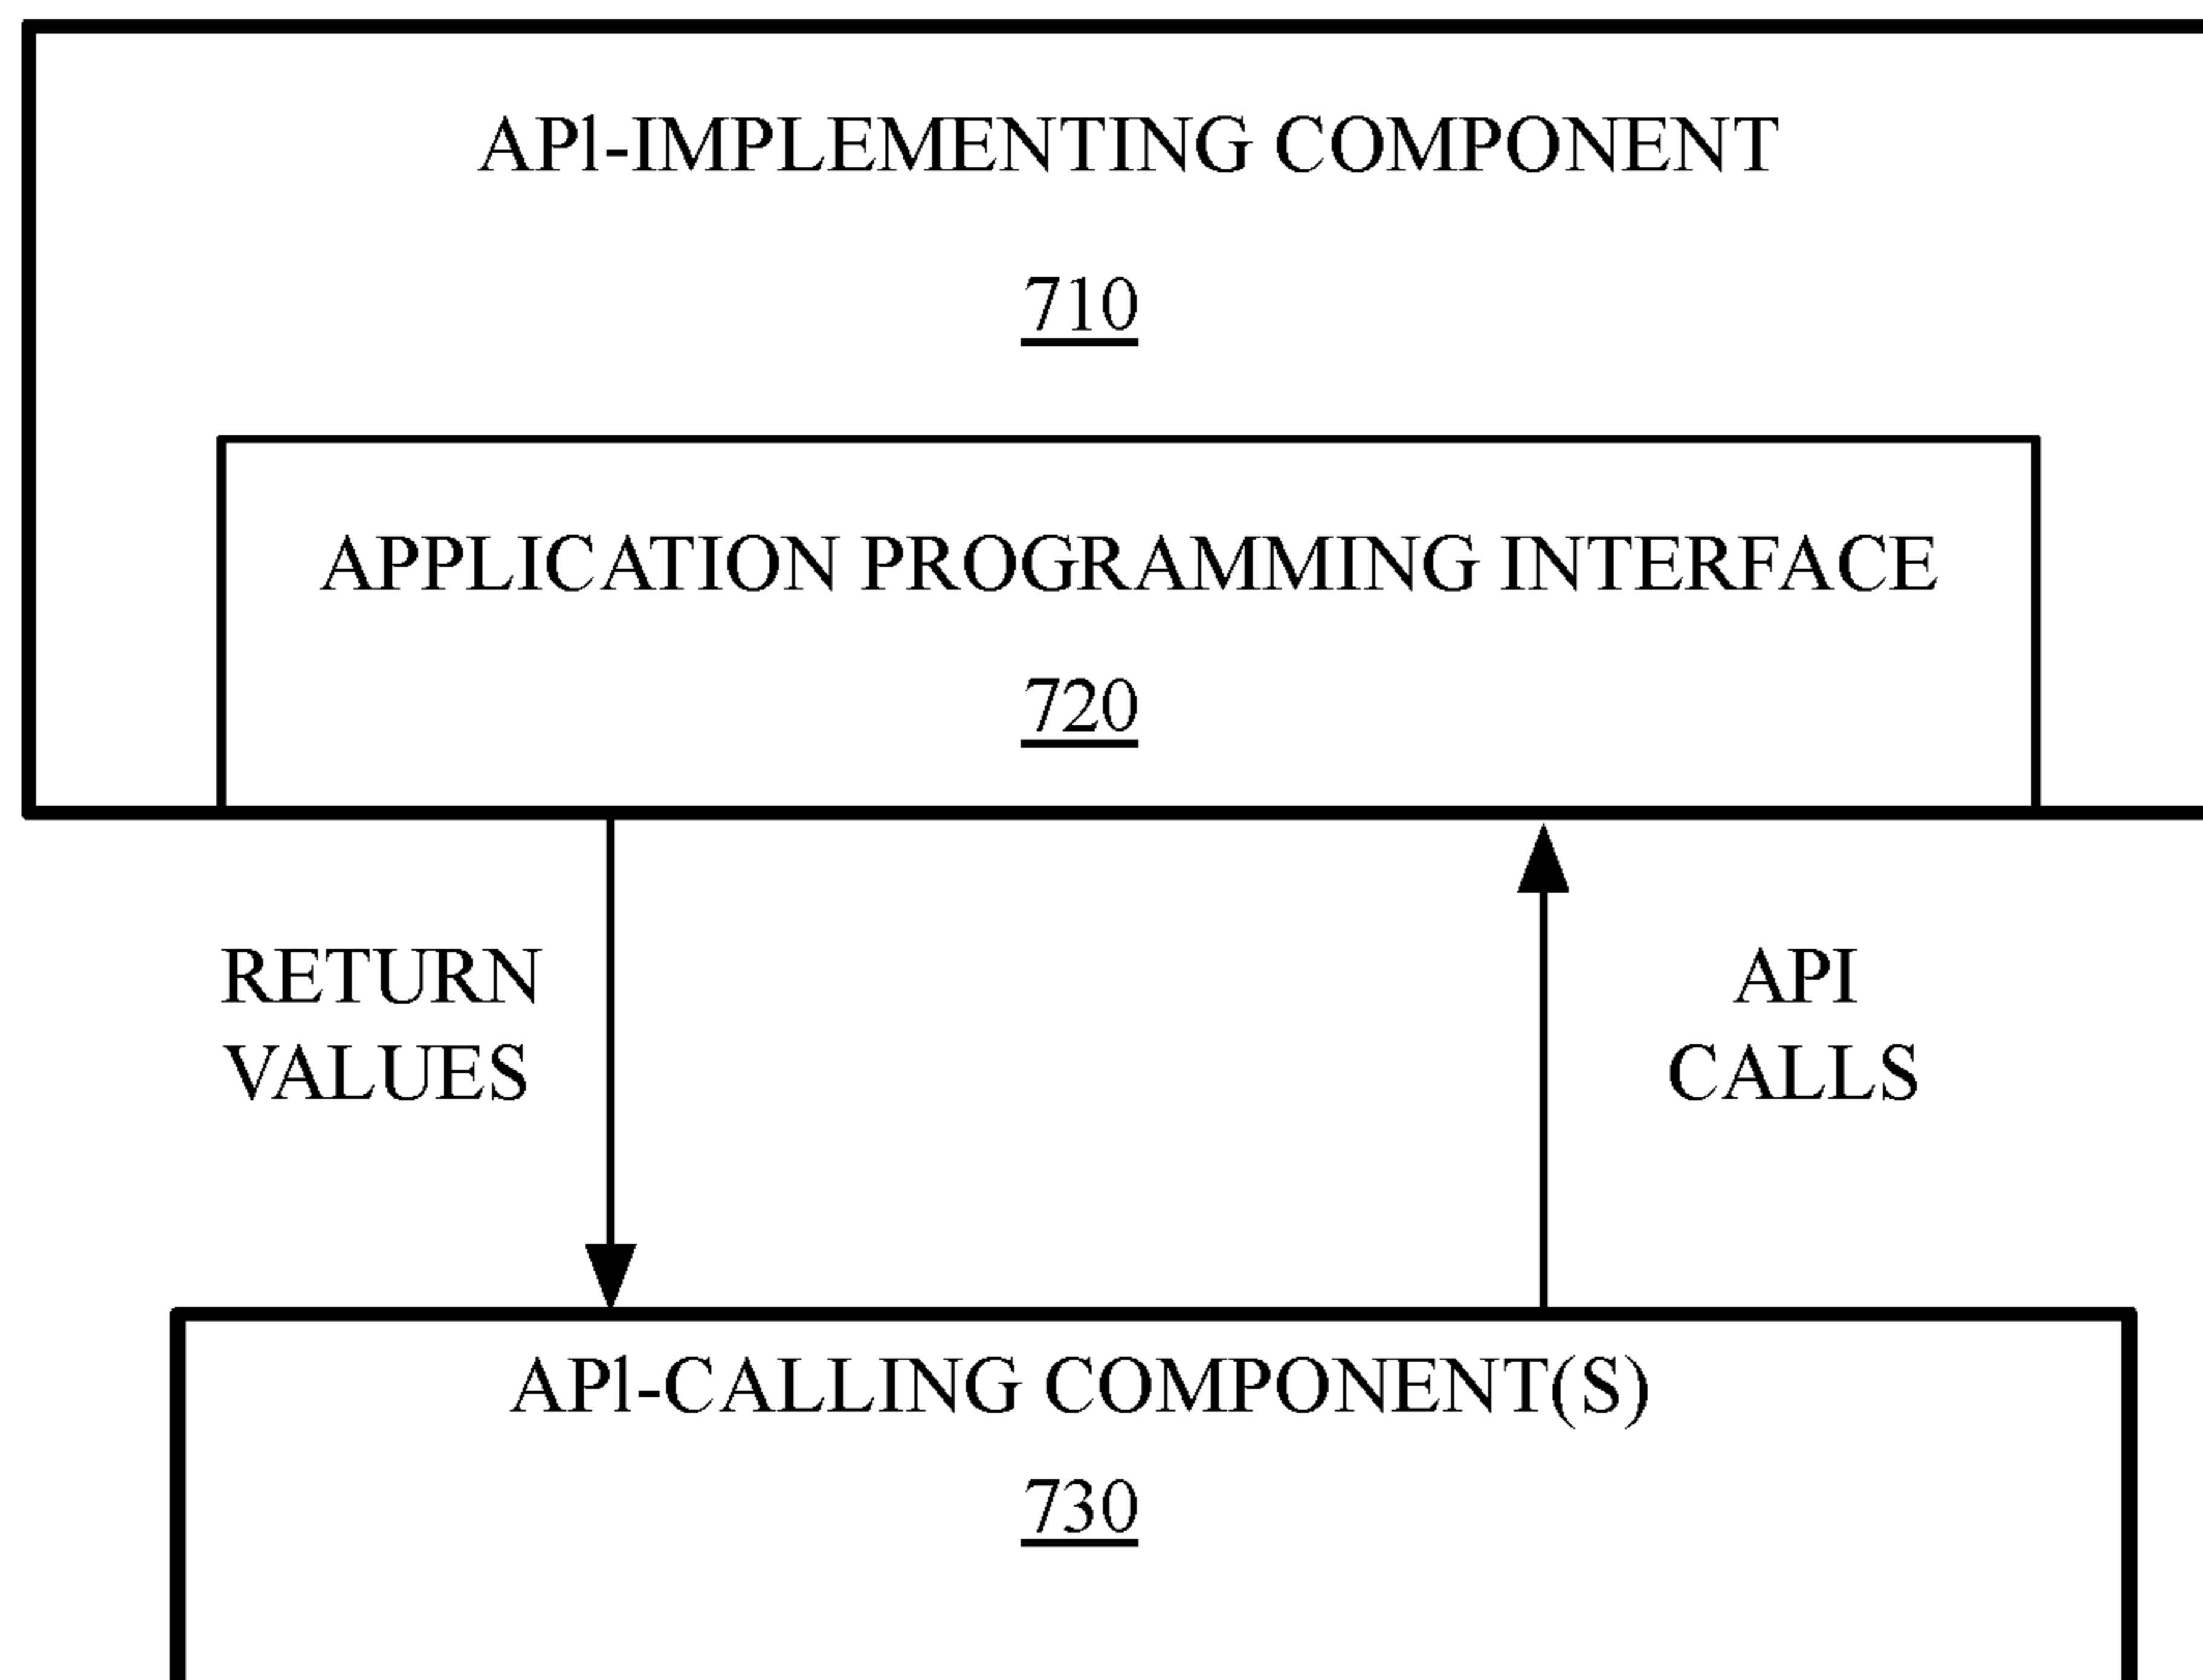 APl-IMPLEMENTING COMPONENT
710
APPLICATION PROGRAMMING INTERFACE
720
RETURN
VALUES
API
CALLS
APl-CALLING COMPONENT(S)
730